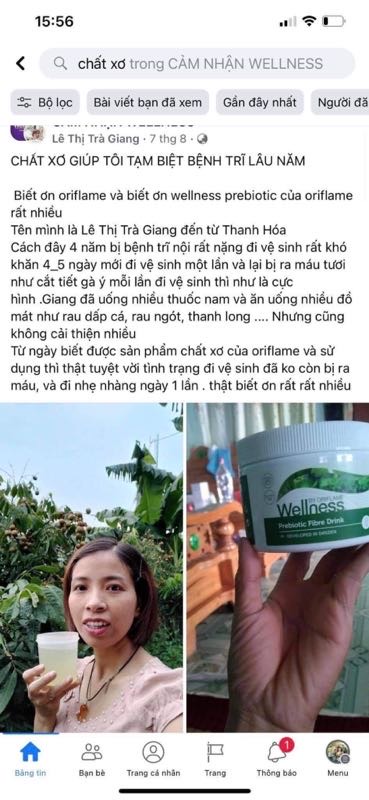 15:56
chất xơ trong CẢM NHẬN WELLNESS
Bộ lọc
Bài viết bạn đã xem
Gần đây nhất
Người đã
CẢM NHẬN WELLNESS
Lê Thị Trà Giang · 7 thg 8 ·
CHẤT XƠ GIÚP TÔI TẠM BIỆT BỆNH TRĨ LÂU NĂM
Biết ơn oriflame và biết ơn wellness prebiotic của oriflame
rất nhiều
Tên mình là Lê Thị Trà Giang đến từ Thanh Hóa
Cách đây 4 năm bị bệnh trĩ nội rất nặng đi vệ sinh rất khó
khăn 4_5 ngày mới đi vệ sinh một lần và lại bị ra máu tươi
như cắt tiết gà ý mỗi lần đi vệ sinh thì như là cực
hình .Giang đã uống nhiều thuốc nam và ăn uống nhiều đồ
mát như rau dấp cá, rau ngót, thanh long .... Nhưng cũng
không cải thiện nhiều
Từ ngày biết được sản phẩm chất xơ của oriflame và sử
dụng thì thật tuyệt vời tình trạng đi vệ sinh đã ko còn bị ra
máu, và đi nhẹ nhàng ngày 1 lần . thật biết ơn rất rất nhiều
BY ORIFLAME
Wellness
Prebiotic Fibre Drink
DEVELOPED IN SWEDEN
1
Bảng tin
Bạn bè
Trang cá nhân
Trang
Thông báo
Menu